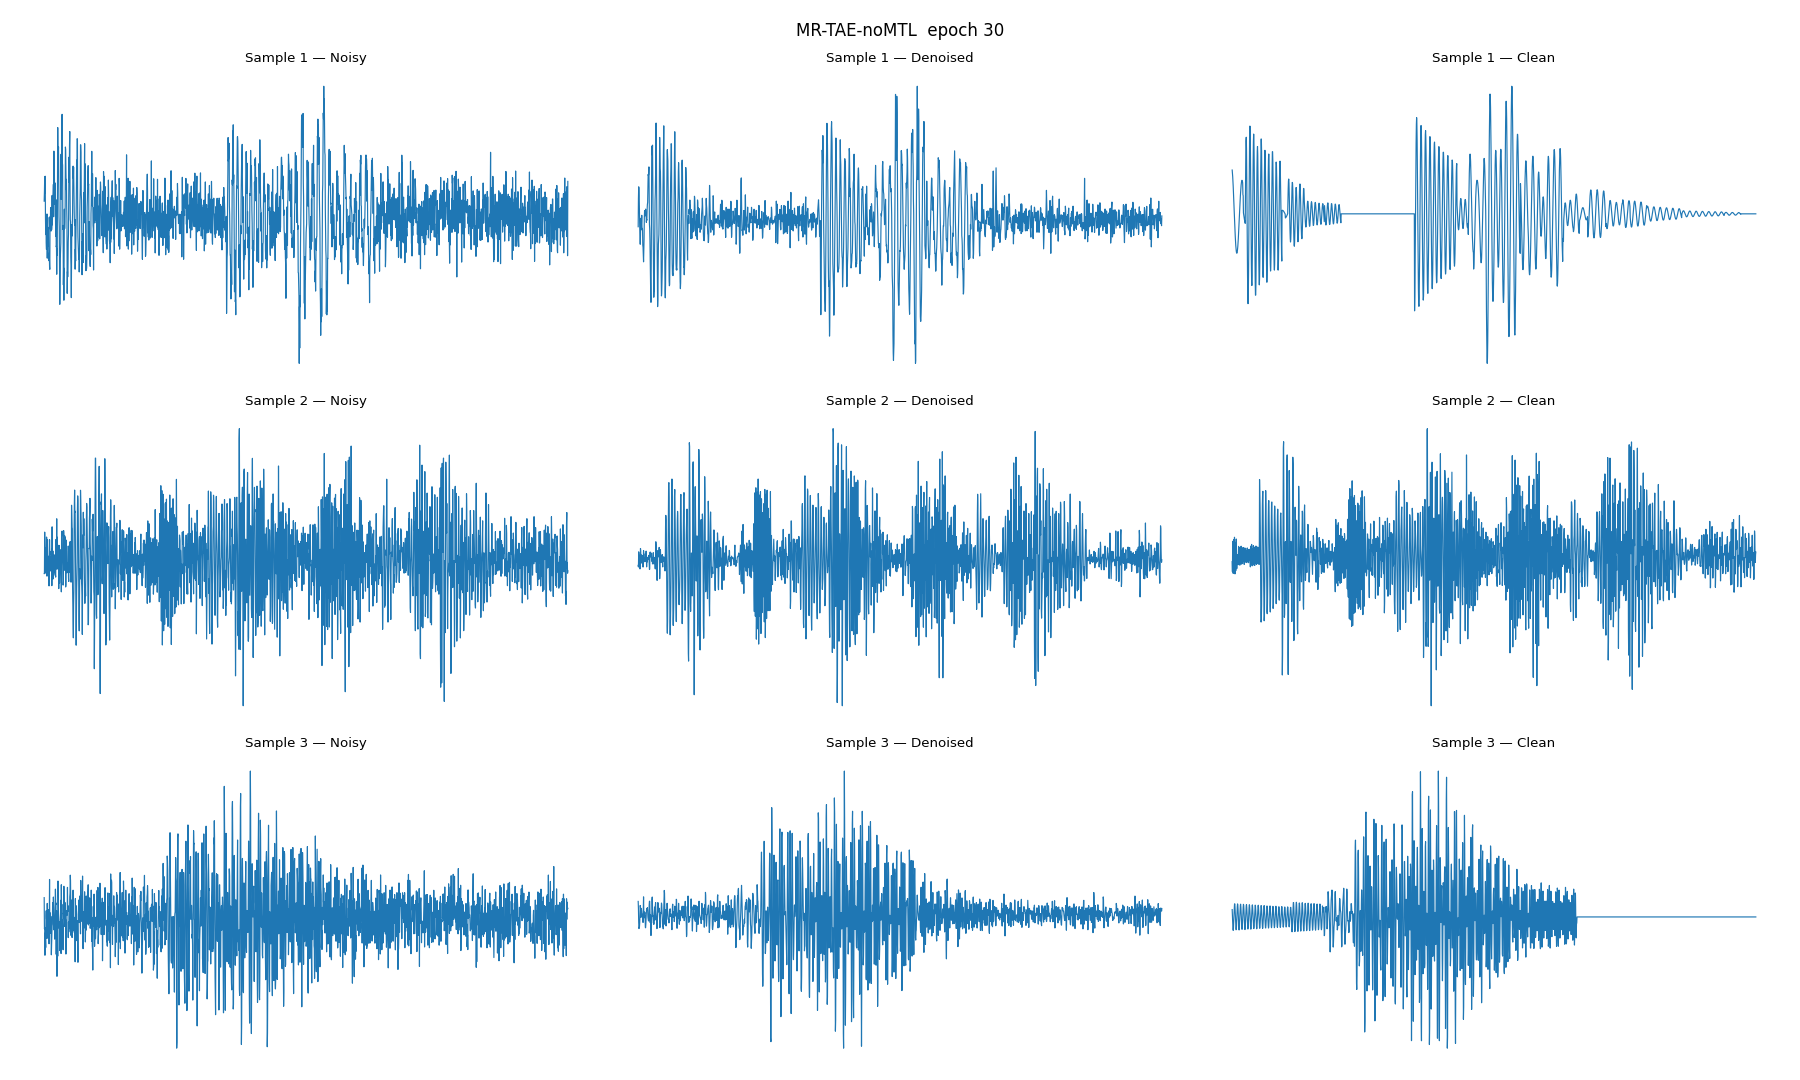 MR-TAE-noMTL  epoch 30
Sample 1 — Noisy
Sample 1 — Denoised
Sample 1 — Clean
Sample 2 — Noisy
Sample 2 — Denoised
Sample 2 — Clean
Sample 3 — Noisy
Sample 3 — Denoised
Sample 3 — Clean